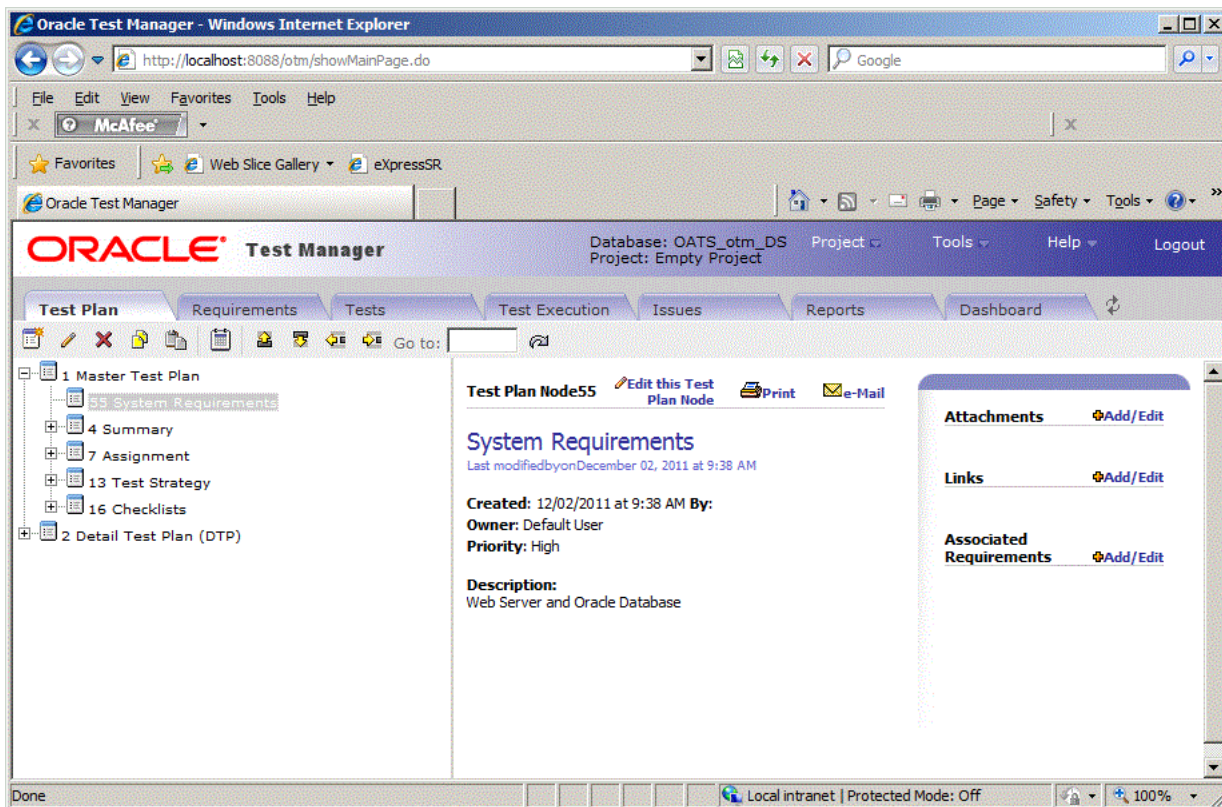 Oracle Test Manager - Windows Internet Explorer
http://localhost:8088/otm/showMainPage.do
Google
File Edit View Favorites Tools Help
McAfee
Favorites Web Slice Gallery eXpressSR
Oracle Test Manager
Page Safety Tools »
ORACLE Test Manager
Database: OATS_otm_DS Project Tools Help Logout
Project: Empty Project
Test Plan Requirements Tests Test Execution Issues Reports Dashboard
Go to:
1 Master Test Plan
55 System Requirements
4 Summary
7 Assignment
13 Test Strategy
16 Checklists
2 Detail Test Plan (DTP)
Test Plan Node55 Edit this Test Plan Node Print e-Mail
System Requirements
Last modifiedbyonDecember 02, 2011 at 9:38 AM
Created: 12/02/2011 at 9:38 AM By:
Owner: Default User
Priority: High
Description:
Web Server and Oracle Database
Attachments Add/Edit
Links Add/Edit
Associated
Requirements Add/Edit
Done Local intranet | Protected Mode: Off 100%